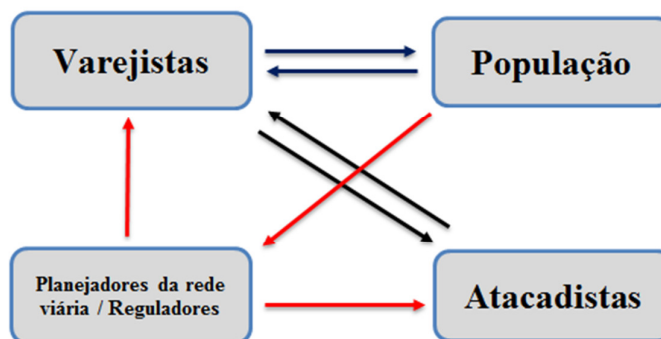 Varejistas
População
Planejadores da rede
viária / Reguladores
Atacadistas